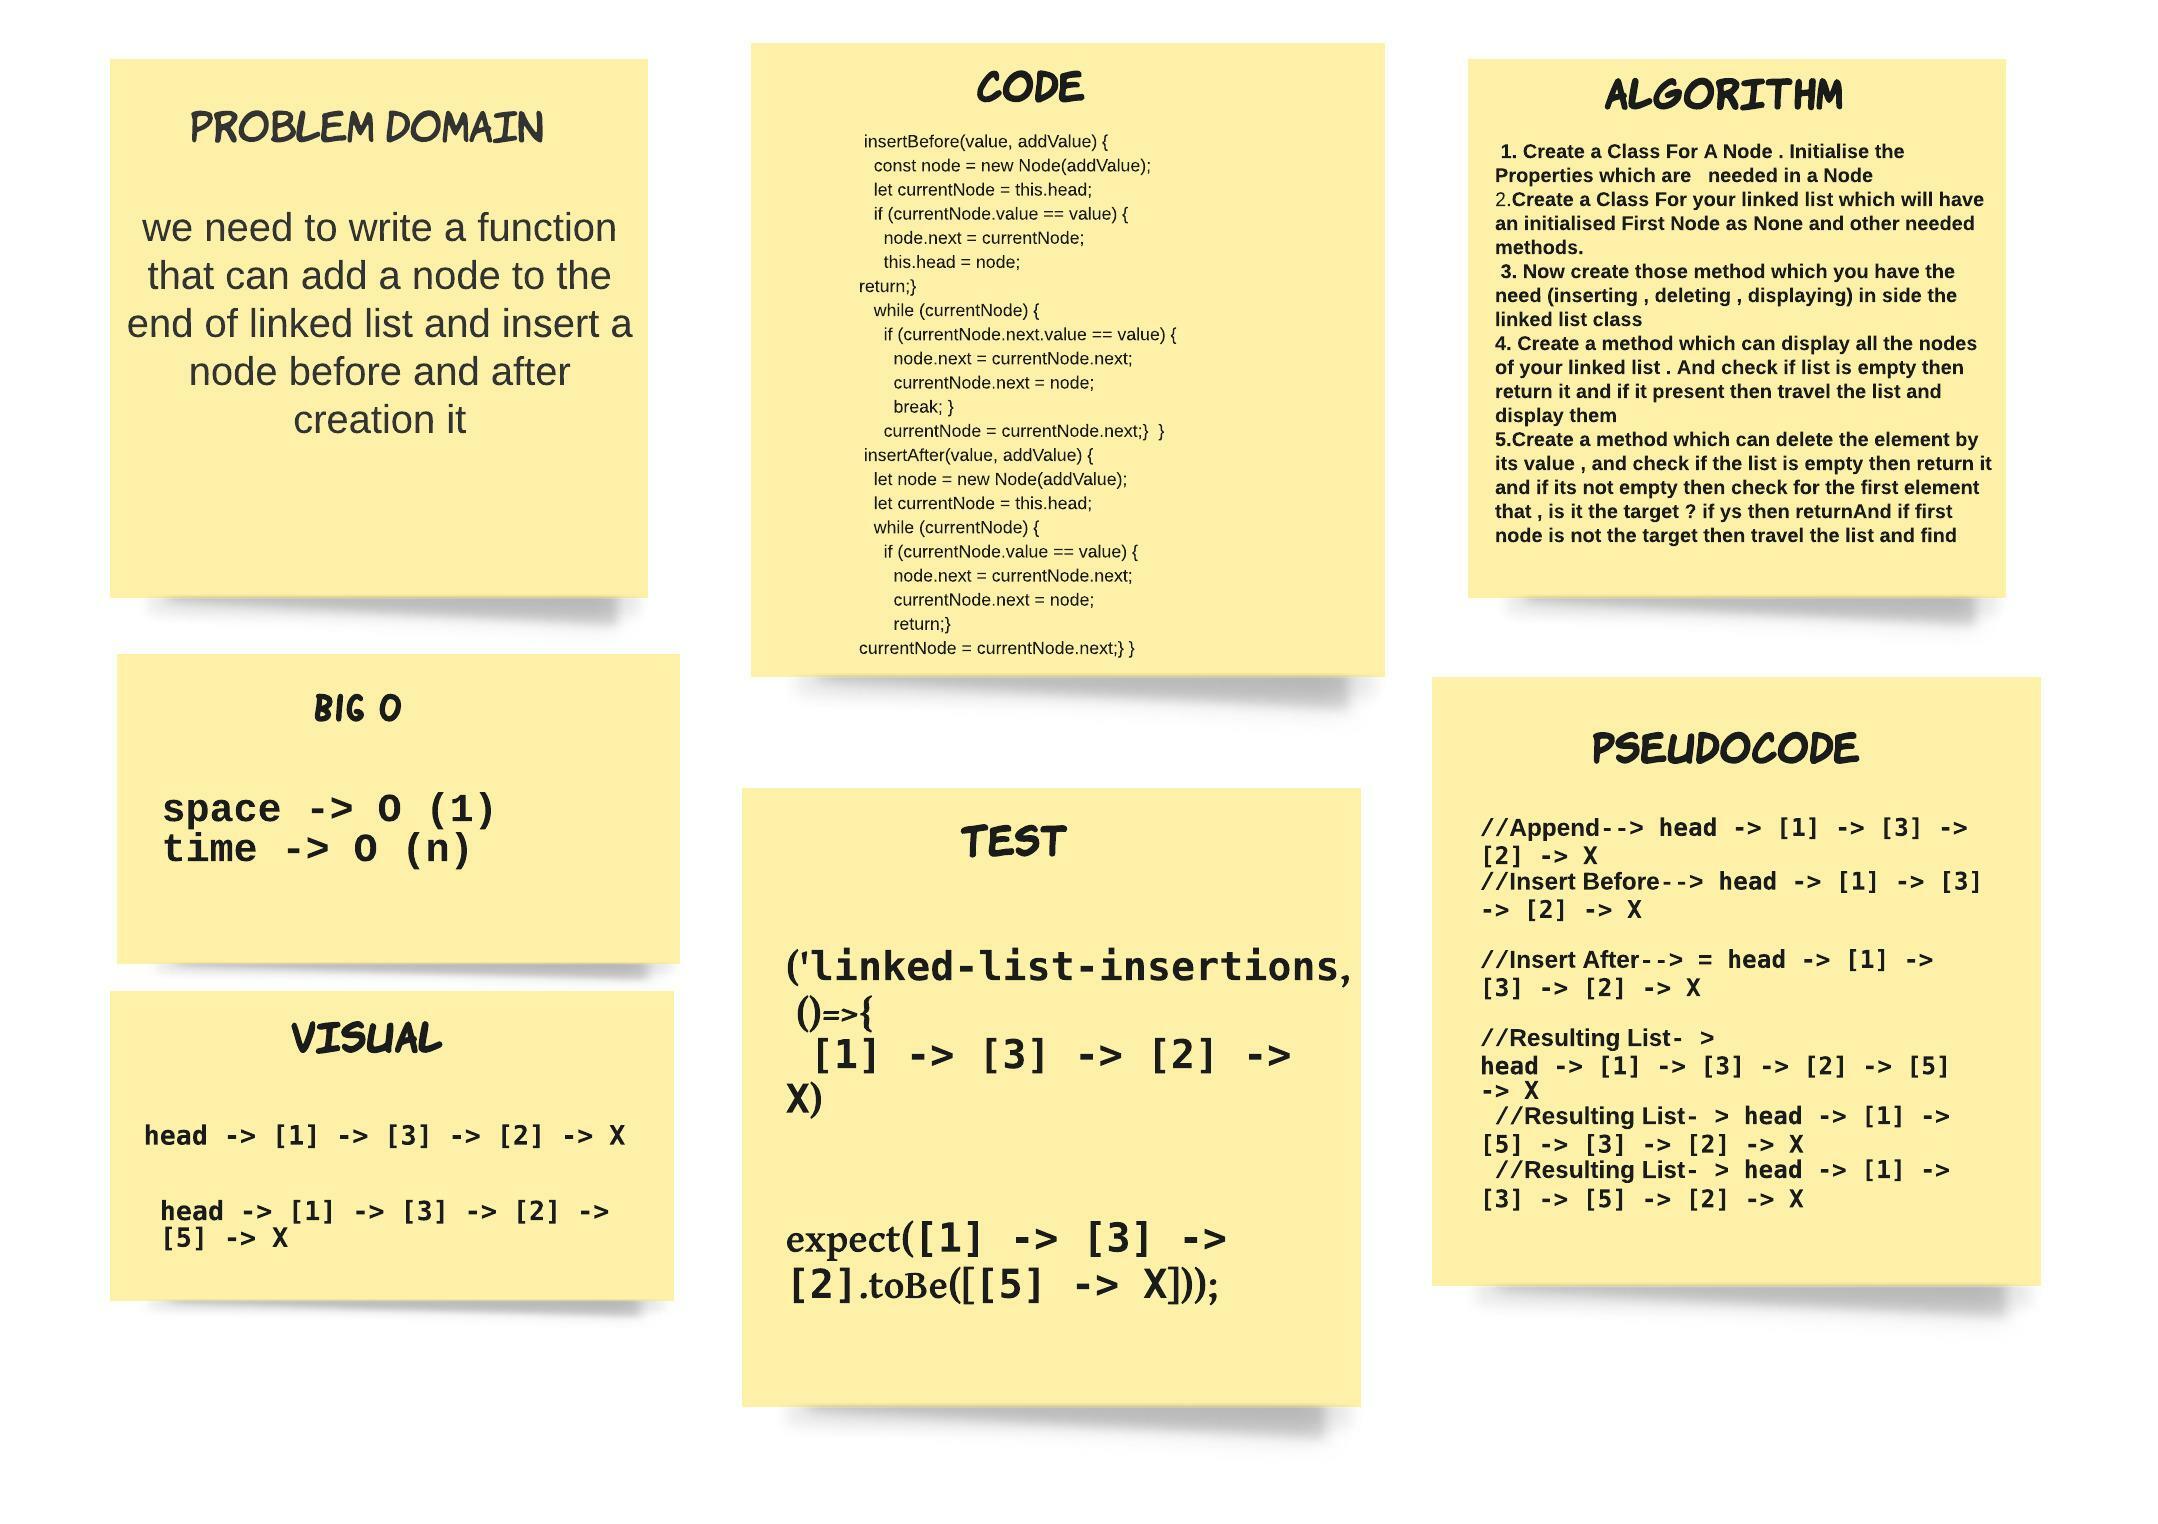 PROBLEM DOMAIN
we need to write a function
that can add a node to the
end of linked list and insert a
node before and after
creation it
CODE
insertBefore(value, addValue) {
const node = new Node(addValue);
let currentNode = this.head;
if (currentNode.value == value) {
node.next = currentNode;
this.head = node;
return;}
while (currentNode) {
if (currentNode.next.value == value) {
node.next = currentNode.next;
currentNode.next = node;
break; }
currentNode = currentNode.next;}  }
insertAfter(value, addValue) {
let node = new Node(addValue);
let currentNode = this.head;
while (currentNode) {
if (currentNode.value == value) {
node.next = currentNode.next;
currentNode.next = node;
return;}
currentNode = currentNode.next;} }
ALGORITHM
1. Create a Class For A Node . Initialise the
Properties which are   needed in a Node
2.Create a Class For your linked list which will have
an initialised First Node as None and other needed
methods.
3. Now create those method which you have the
need (inserting , deleting , displaying) in side the
linked list class
4. Create a method which can display all the nodes
of your linked list . And check if list is empty then
return it and if it present then travel the list and
display them
5.Create a method which can delete the element by
its value , and check if the list is empty then return it
and if its not empty then check for the first element
that , is it the target ? if ys then returnAnd if first
node is not the target then travel the list and find
BIG O
space -> O (1)
time -> O (n)
VISUAL
head -> [1] -> [3] -> [2] -> X
head -> [1] -> [3] -> [2] ->
[5] -> X
TEST
('linked-list-insertions,
()=>{
[1] -> [3] -> [2] ->
X)
expect([1] -> [3] ->
[2].toBe([[5] -> X]));
PSEUDOCODE
//Append--> head -> [1] -> [3] ->
[2] -> X
//Insert Before--> head -> [1] -> [3]
-> [2] -> X
//Insert After--> = head -> [1] ->
[3] -> [2] -> X
//Resulting List- >
head -> [1] -> [3] -> [2] -> [5]
-> X
//Resulting List- > head -> [1] ->
[5] -> [3] -> [2] -> X
//Resulting List- > head -> [1] ->
[3] -> [5] -> [2] -> X